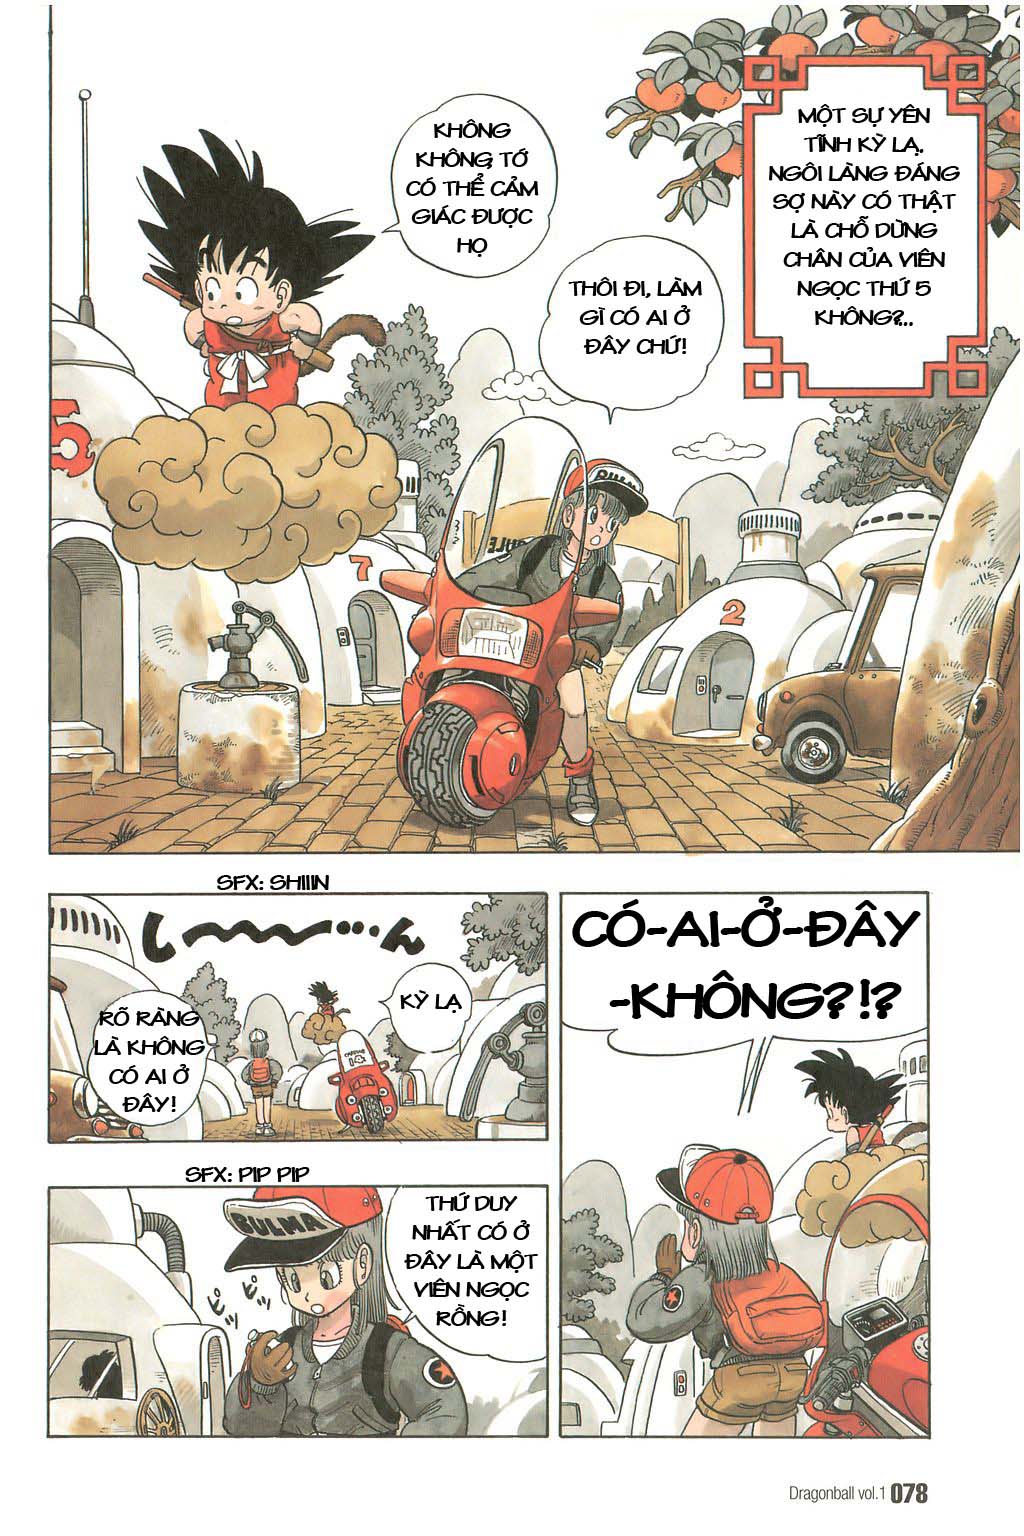 MỘT SỰ YÊN
TĨNH KỲ LẠ.
NGÔI LÀNG ĐÁNG
SỢ NÀY CÓ THẬT
LÀ CHỖ DỪNG
CHÂN CỦA VIÊN
NGỌC THỨ 5
KHÔNG?...
KHÔNG
KHÔNG, TỚ
CÓ THỂ CẢM
GIÁC ĐƯỢC
HỌ
THÔI ĐI, LÀM
GÌ CÓ AI Ở
ĐÂY CHỨ!
BULMA
5
7
2
SFX: SHIIIN
し〜〜〜…ん
KỲ LẠ
RÕ RÀNG
LÀ KHÔNG
CÓ AI Ở
ĐÂY!
CÓ-AI-Ở-ĐÂY
-KHÔNG?!?
SFX: PIP PIP
BULMA
ピピッ
THỨ DUY
NHẤT CÓ Ở
ĐÂY LÀ MỘT
VIÊN NGỌC
RỒNG!
Dragonball vol.1 078